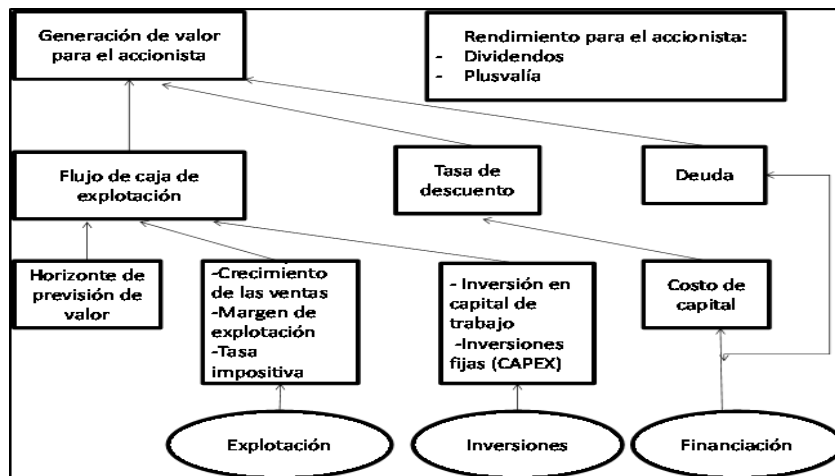 Generación de valor
para el accionista
Rendimiento para el accionista:
- Dividendos
- Plusvalía
Flujo de caja de
explotación
Tasa de
descuento
Deuda
Horizonte de
previsión de
valor
-Crecimiento
de las ventas
-Margen de
explotación
-Tasa
impositiva
- Inversión en
capital de
trabajo
-Inversiones
fijas (CAPEX)
Costo de
capital
Explotación
Inversiones
Financiación